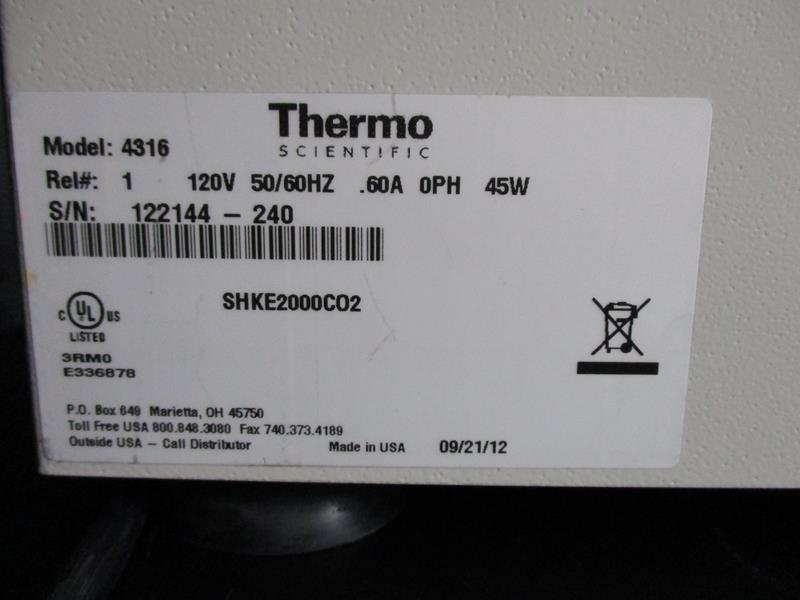 Thermo
SCIENTIFIC
Model: 4316
Rel#: 1 120V 50/60HZ .60A 0PH 45W
S/N: 122144 – 240
SHKE2000CO2
C UL US
LISTED
3RM0
E336878
P.O. Box 649 Marietta, OH 45750
Toll Free USA 800.848.3080 Fax 740.373.4189
Outside USA – Call Distributor
Made in USA 09/21/12